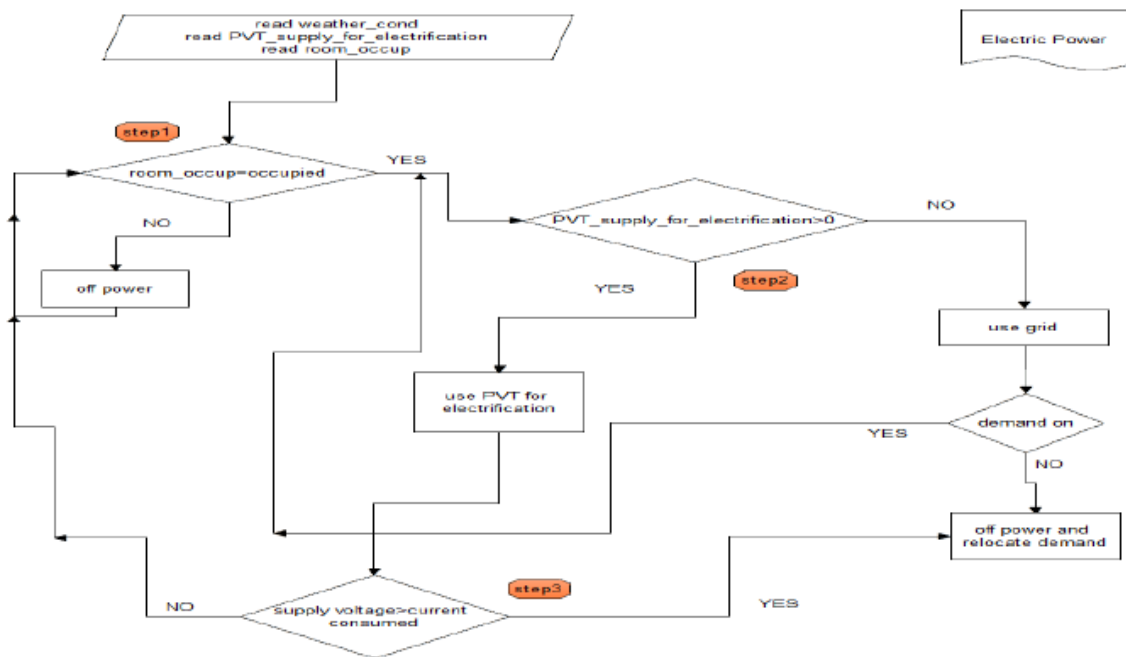 read weather_cond
read PVT_supply_for_electrification
read room_occup
Electric Power
step1
room_occup=occupied
YES
NO
off power
PVT_supply_for_electrification>0
NO
YES
step2
use grid
use PVT for
electrification
demand on
YES
NO
off power and
relocate demand
step3
supply voltage>current
consumed
NO
YES